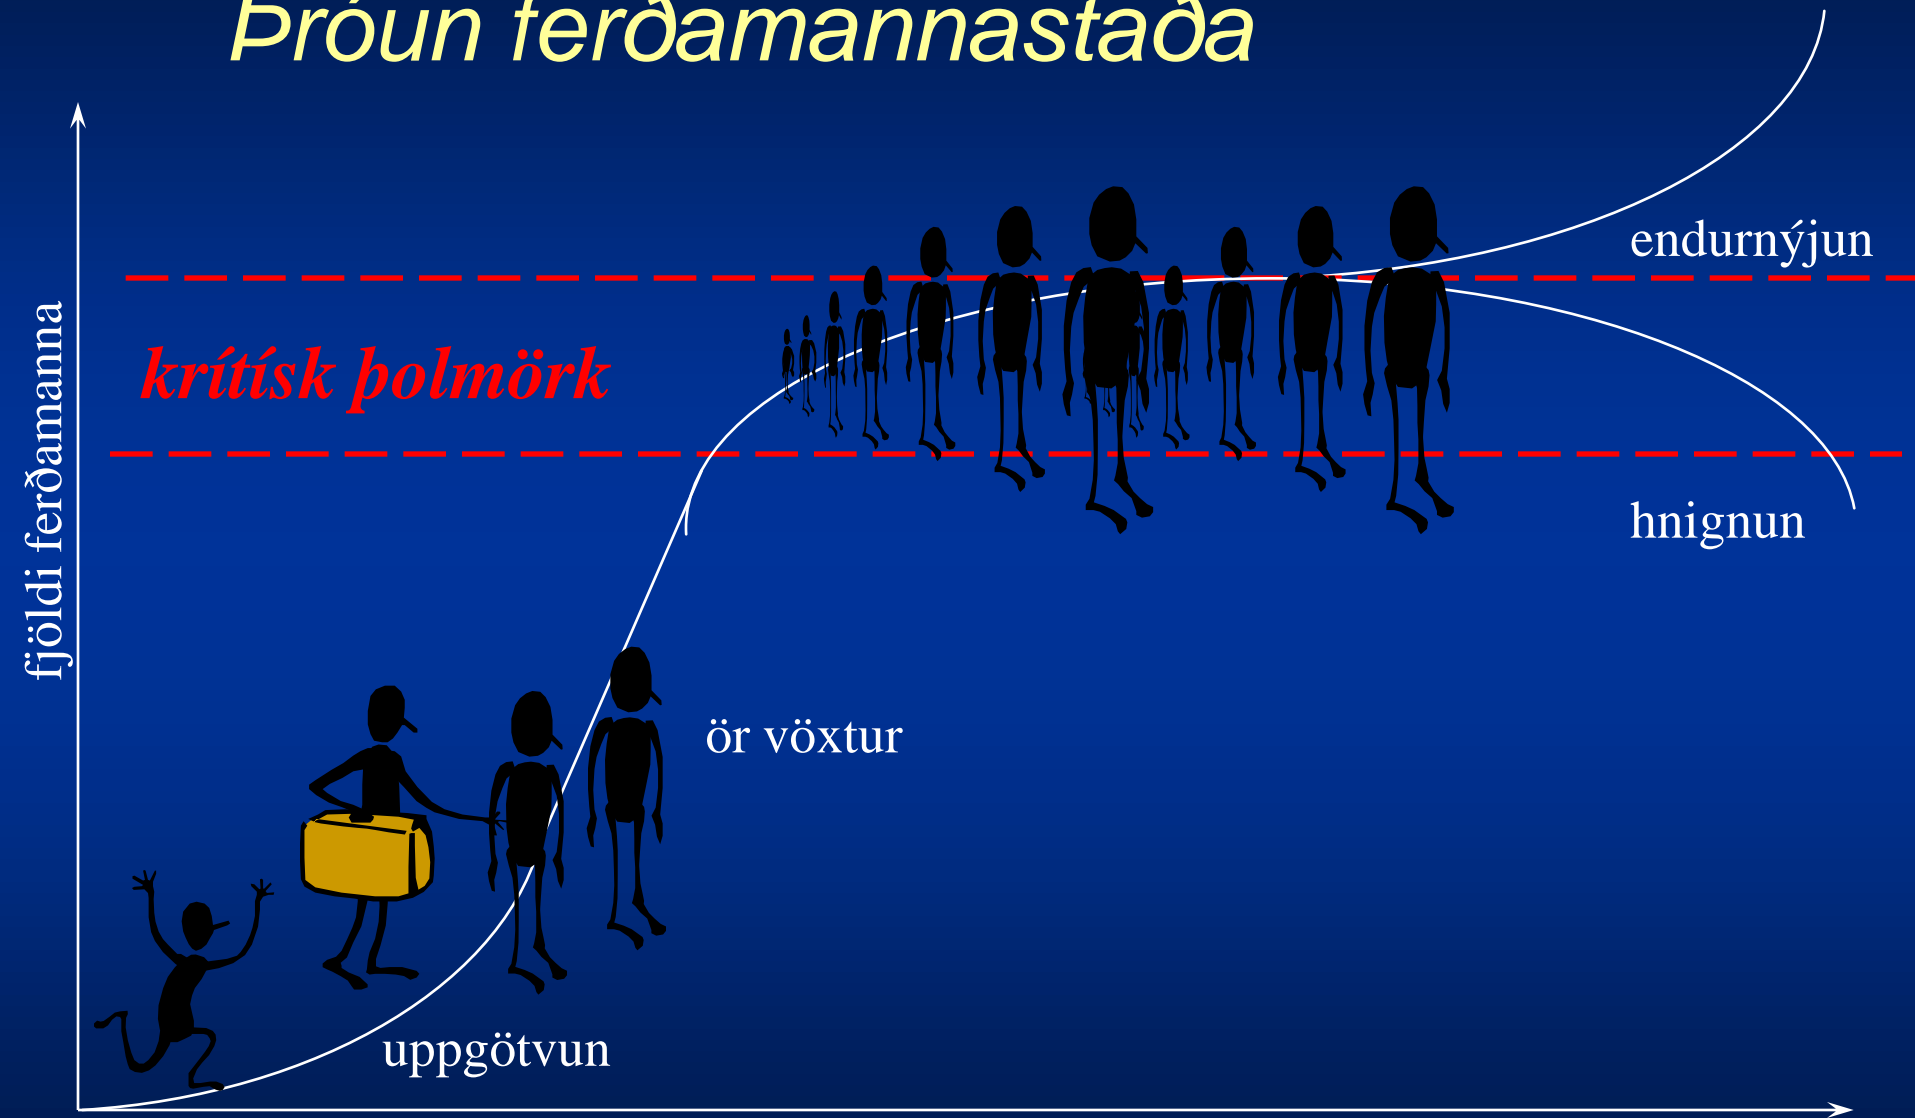 Þróun ferðamannastaða
endurnýjun
krítísk þolmörk
fjöldi ferðamanna
hnignun
ör vöxtur
uppgötvun